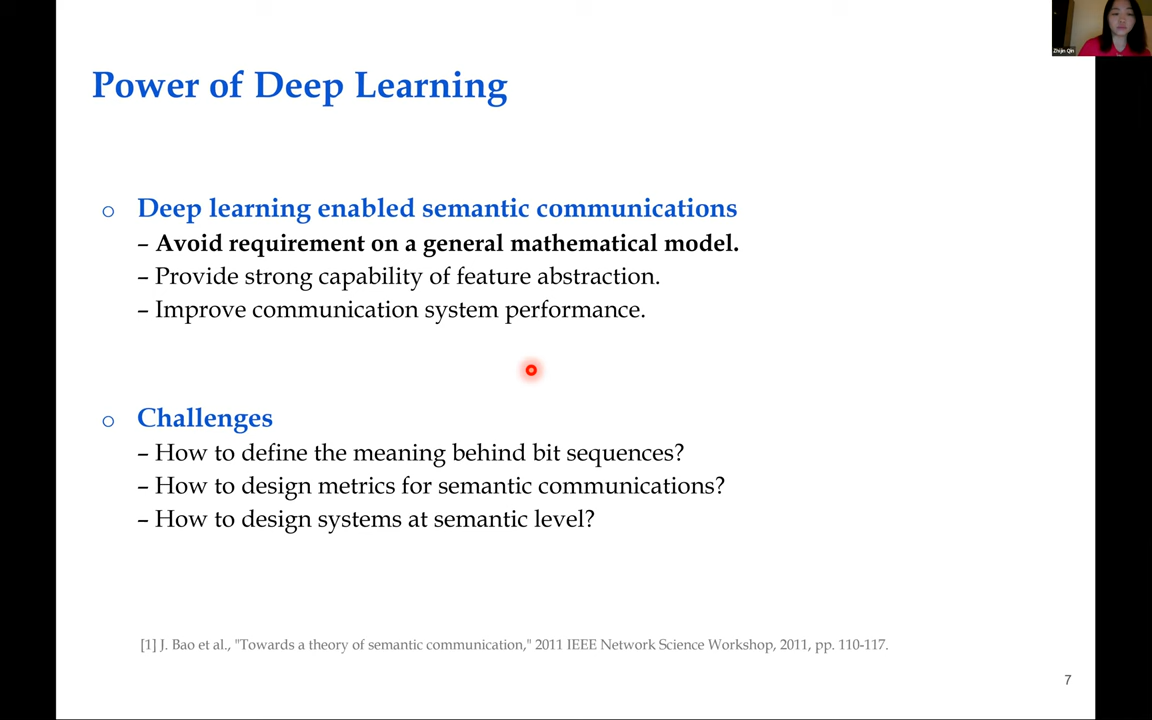 Zhijin Qin
Power of Deep Learning
o Deep learning enabled semantic communications
– Avoid requirement on a general mathematical model.
– Provide strong capability of feature abstraction.
– Improve communication system performance.
o Challenges
– How to define the meaning behind bit sequences?
– How to design metrics for semantic communications?
– How to design systems at semantic level?
[1] J. Bao et al., "Towards a theory of semantic communication," 2011 IEEE Network Science Workshop, 2011, pp. 110-117.
7